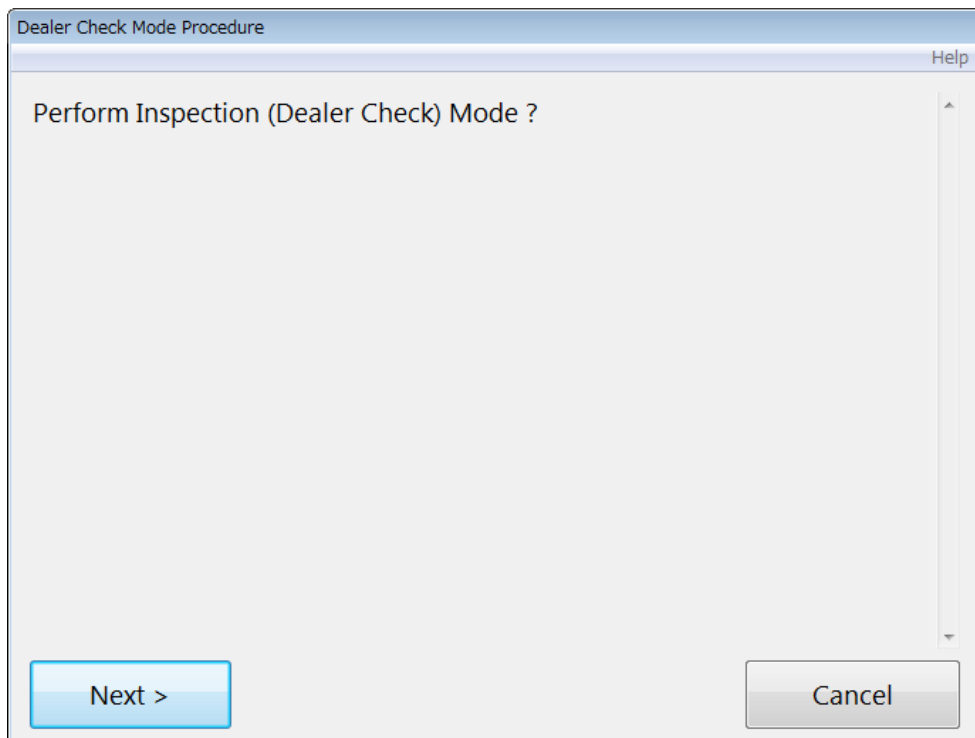 Dealer Check Mode Procedure
Help
Perform Inspection (Dealer Check) Mode ?
Next >
Cancel